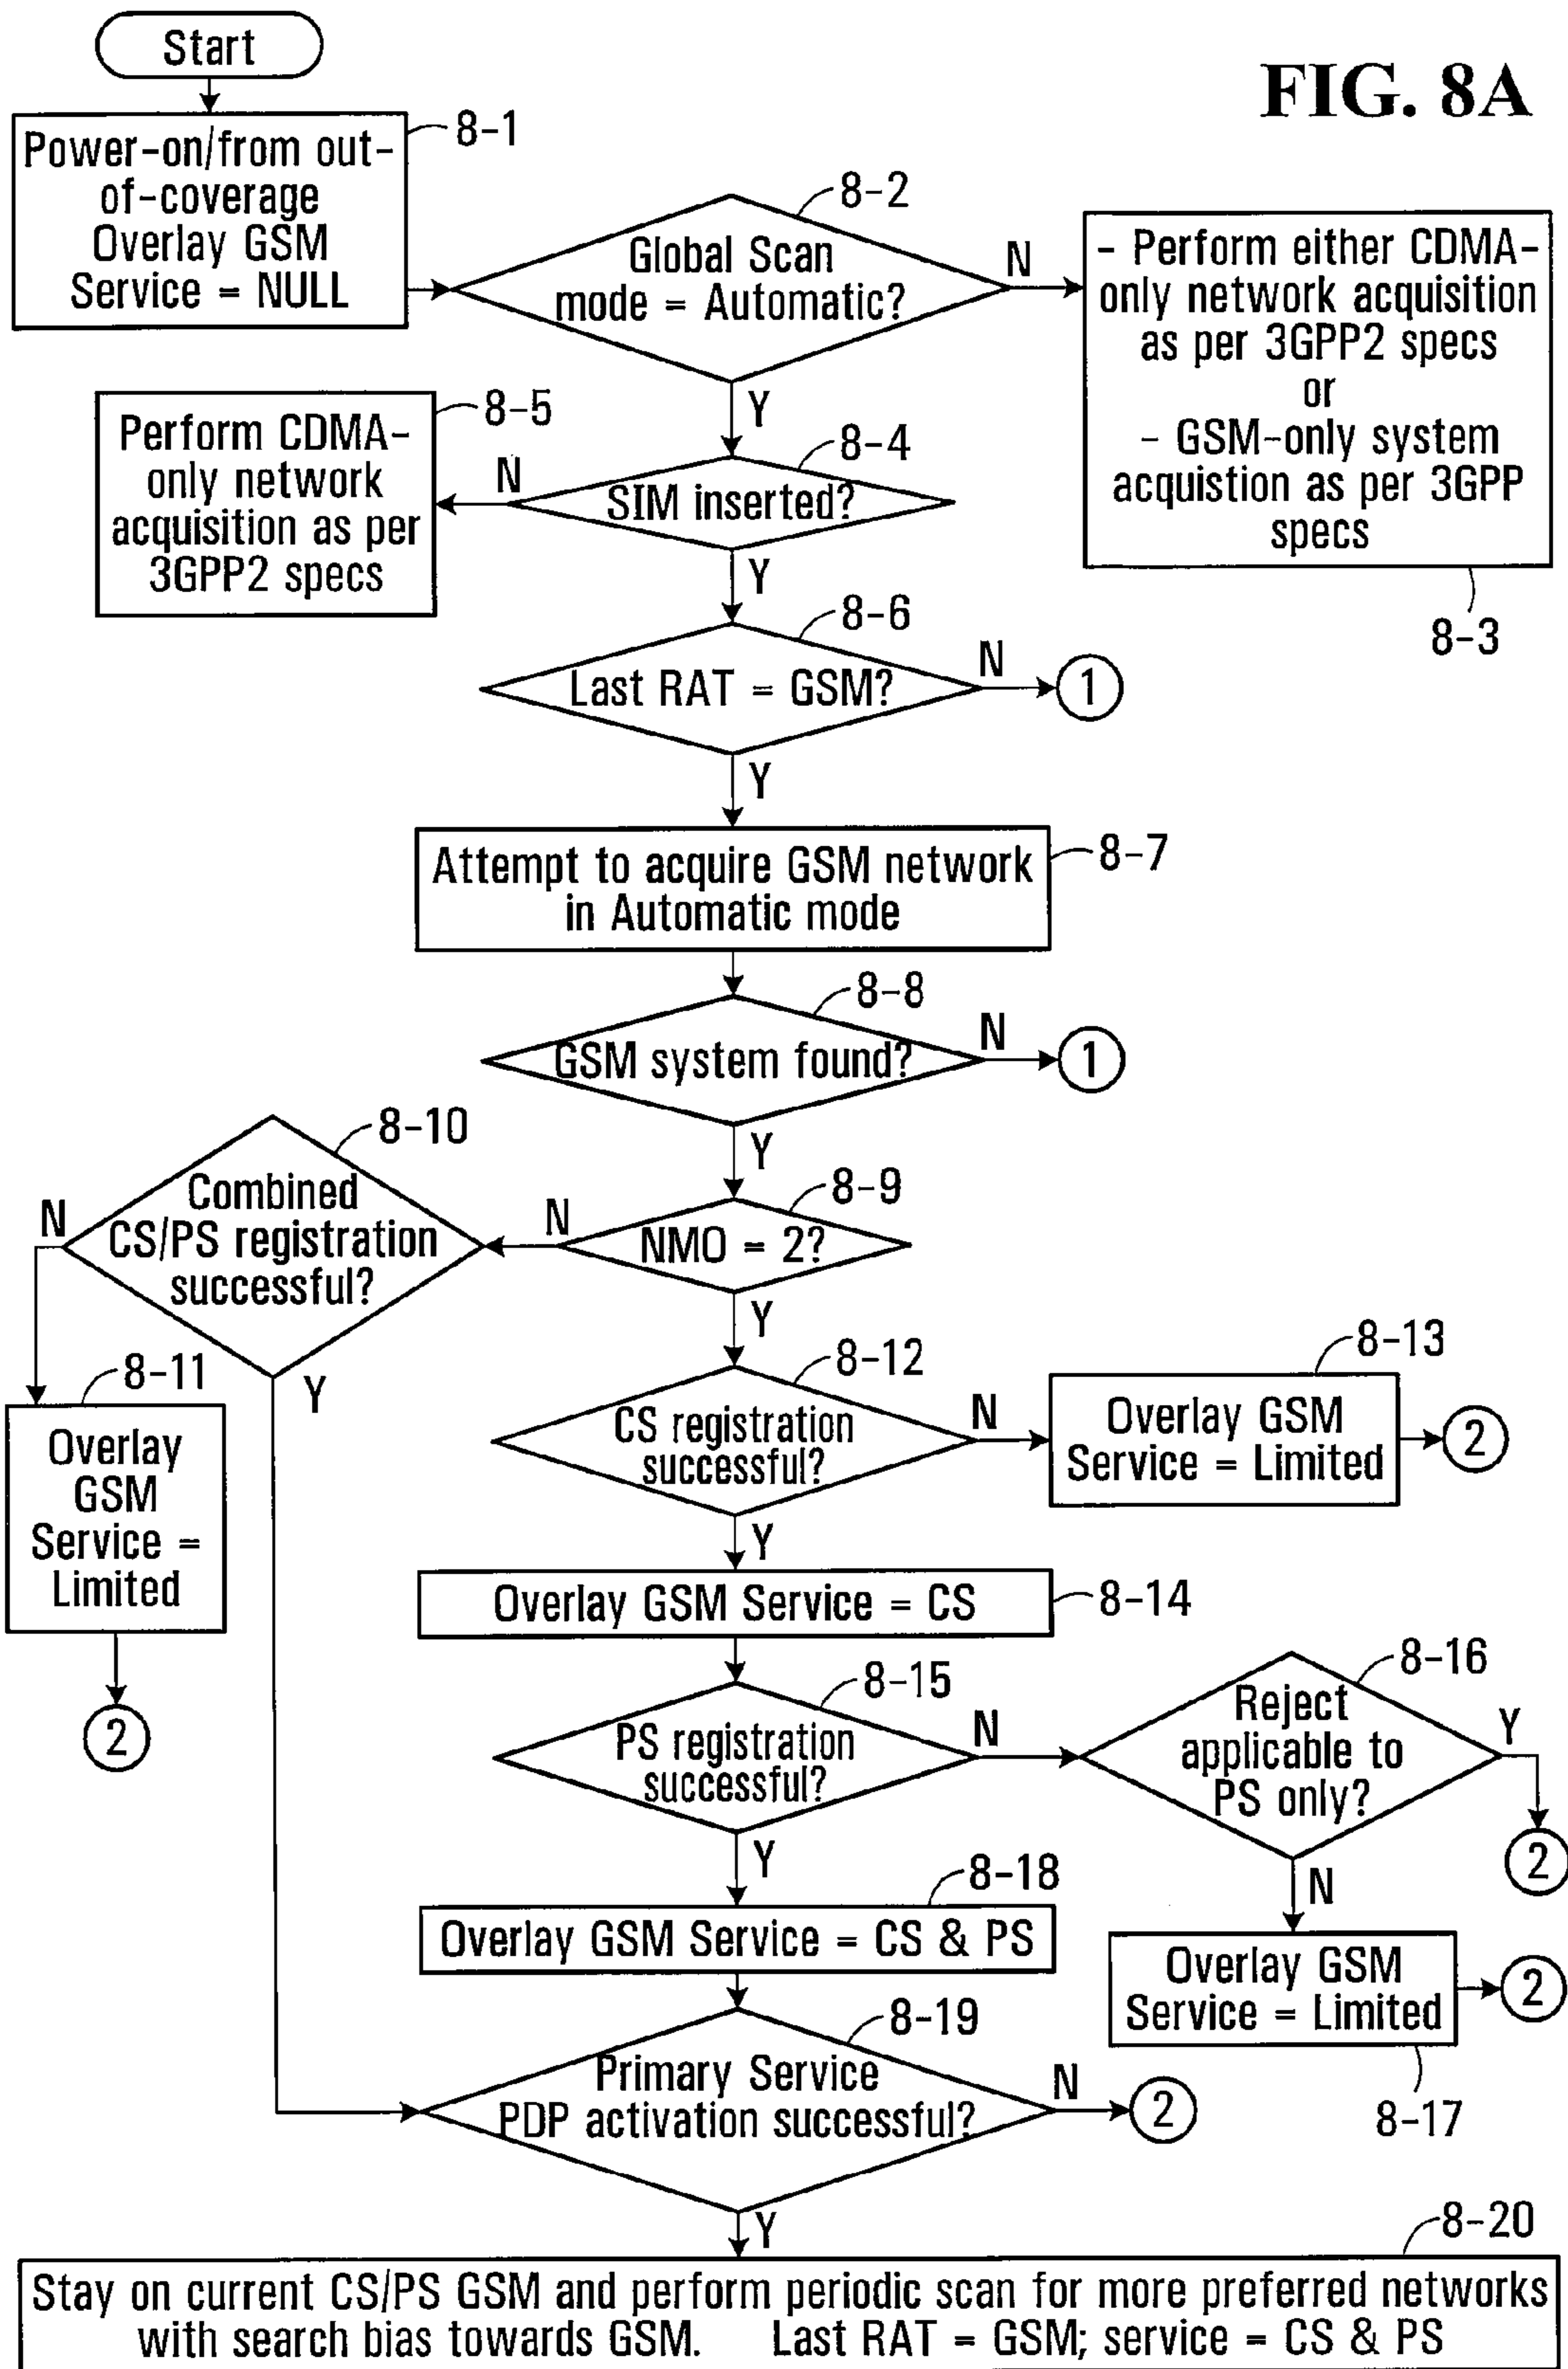 FIG. 8A
Start
Power-on/from out-
of-coverage
Overlay GSM
Service = NULL
8-1
8-2
Global Scan
mode = Automatic?
N
Y
- Perform either CDMA-
only network acquisition
as per 3GPP2 specs
or
- GSM-only system
acquistion as per 3GPP
specs
8-3
8-4
SIM inserted?
N
Y
8-5
Perform CDMA-
only network
acquisition as per
3GPP2 specs
8-6
Last RAT = GSM?
N
1
Y
Attempt to acquire GSM network
in Automatic mode
8-7
8-8
GSM system found?
N
1
Y
8-9
NMO = 2?
N
Y
8-10
Combined
CS/PS registration
successful?
N
Y
8-11
Overlay
GSM
Service =
Limited
2
8-12
CS registration
successful?
N
Y
8-13
Overlay GSM
Service = Limited
2
Overlay GSM Service = CS
8-14
8-15
PS registration
successful?
N
Y
8-16
Reject
applicable to
PS only?
Y
2
N
Overlay GSM
Service = Limited
2
8-17
8-18
Overlay GSM Service = CS & PS
8-19
Primary Service
PDP activation successful?
N
2
Y
8-20
Stay on current CS/PS GSM and perform periodic scan for more preferred networks
with search bias towards GSM. Last RAT = GSM; service = CS & PS